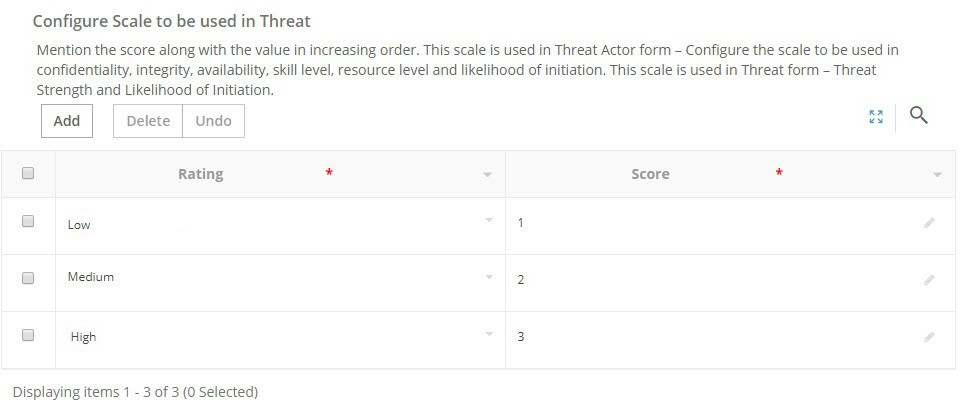 Configure Scale to be used in Threat
Mention the score along with the value in increasing order. This scale is used in Threat Actor form – Configure the scale to be used in
confidentiality, integrity, availability, skill level, resource level and likelihood of initiation. This scale is used in Threat form – Threat
Strength and Likelihood of Initiation.
Add Delete Undo
Rating * Score *
Low 1
Medium 2
High 3
Displaying items 1 - 3 of 3 (0 Selected)